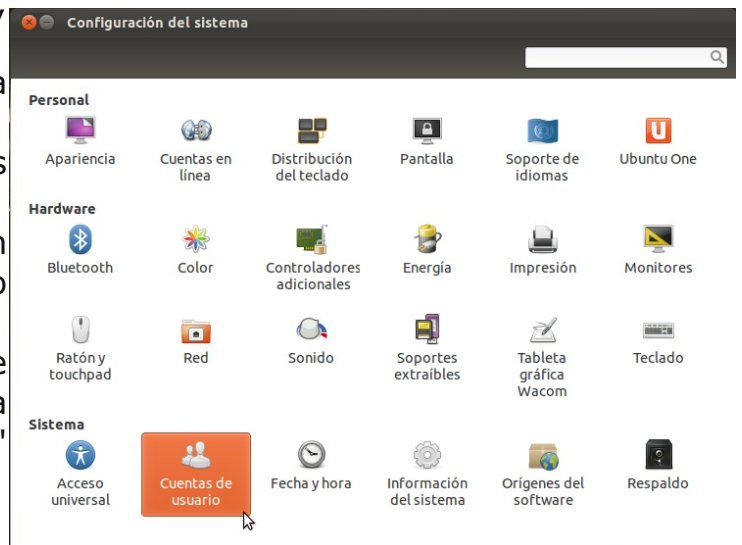 Configuración del sistema
Personal
Apariencia
Cuentas en
línea
Distribución
del teclado
Pantalla
Soporte de
idiomas
Ubuntu One
Hardware
Bluetooth
Color
Controladores
adicionales
Energía
Impresión
Monitores
Ratón y
touchpad
Red
Sonido
Soportes
extraíbles
Tableta
gráfica
Wacom
Teclado
Sistema
Acceso
universal
Cuentas de
usuario
Fecha y hora
Información
del sistema
Orígenes del
software
Respaldo